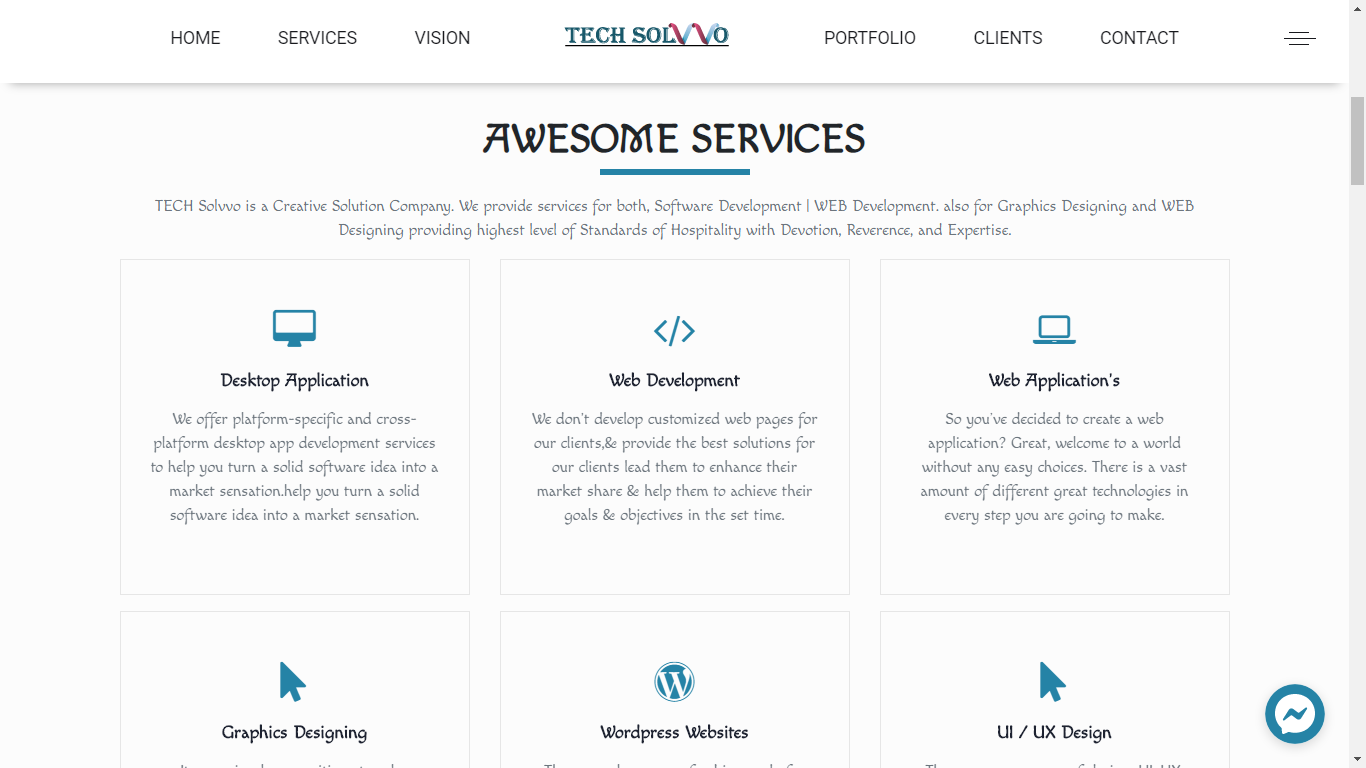 HOME SERVICES VISION TECH SOLVVO PORTFOLIO CLIENTS CONTACT
AWESOME SERVICES
TECH Solvvo is a Creative Solution Company. We provide services for both, Software Development | WEB Development. also for Graphics Designing and WEB
Designing providing highest level of Standards of Hospitality with Devotion, Reverence, and Expertise.
Desktop Application
We offer platform-specific and cross-
platform desktop app development services
to help you turn a solid software idea into a
market sensation.help you turn a solid
software idea into a market sensation.
Web Development
We don't develop customized web pages for
our clients,& provide the best solutions for
our clients lead them to enhance their
market share & help them to achieve their
goals & objectives in the set time.
Web Application's
So you've decided to create a web
application? Great, welcome to a world
without any easy choices. There is a vast
amount of different great technologies in
every step you are going to make.
Graphics Designing
Wordpress Websites
UI / UX Design